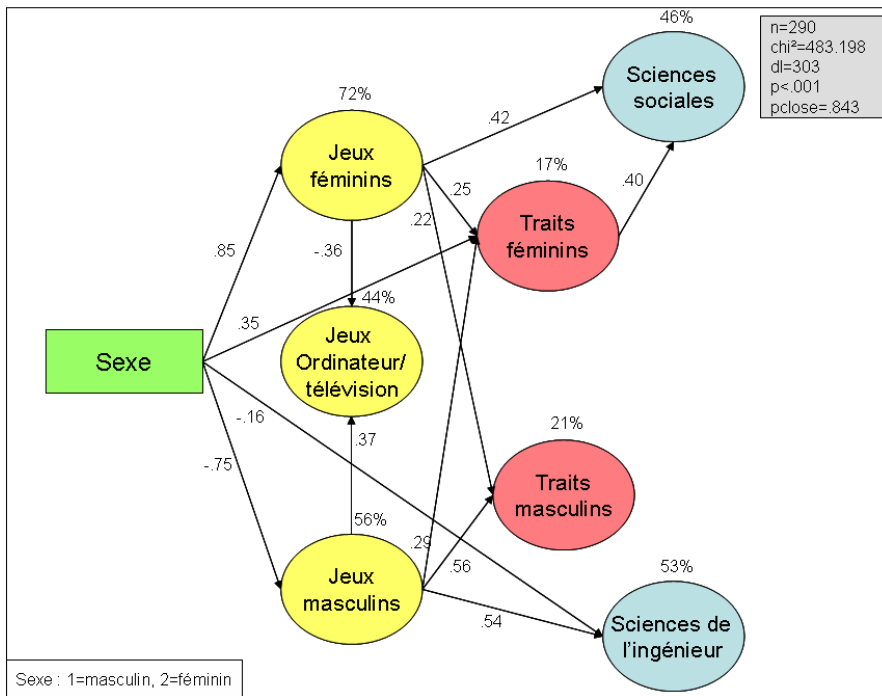 46%
n=290
chi²=483.198
dl=303
p<.001
pclose=.843
Sciences
sociales
72%
Jeux
féminins
.42
17%
.25
.40
.22
Traits
féminins
.85
-.36
44%
.35
Jeux
Ordinateur/
télévision
Sexe
-.16
.37
-.75
21%
Traits
masculins
56%
.29
.56
53%
Jeux
masculins
.54
Sciences de
l'ingénieur
Sexe : 1=masculin, 2=féminin